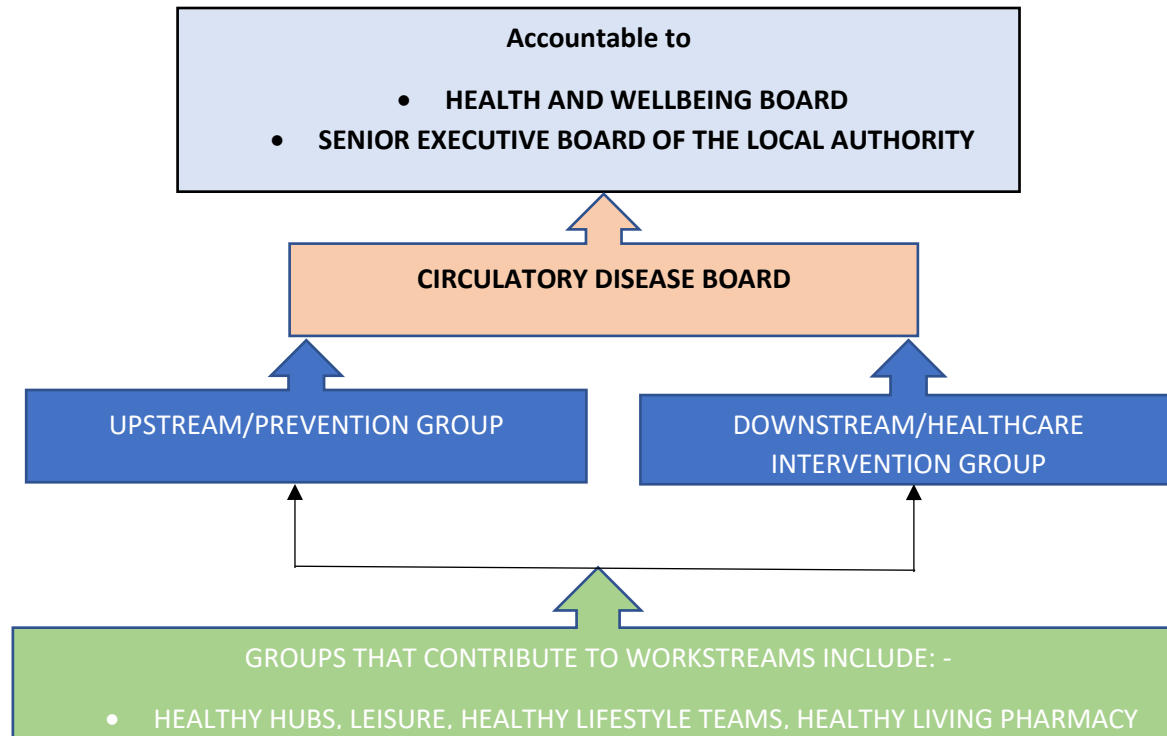 Accountable to
• HEALTH AND WELLBEING BOARD
• SENIOR EXECUTIVE BOARD OF THE LOCAL AUTHORITY
CIRCULATORY DISEASE BOARD
UPSTREAM/PREVENTION GROUP
DOWNSTREAM/HEALTHCARE
INTERVENTION GROUP
GROUPS THAT CONTRIBUTE TO WORKSTREAMS INCLUDE: -
• HEALTHY HUBS, LEISURE, HEALTHY LIFESTYLE TEAMS, HEALTHY LIVING PHARMACY